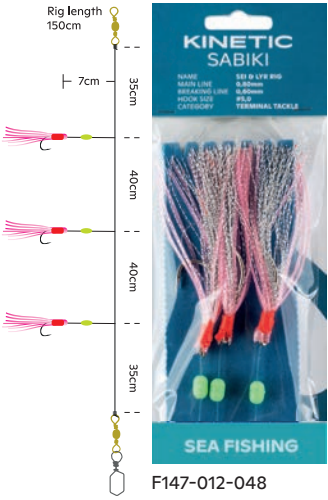 Rig length
150cm
7cm
35cm
40cm
40cm
35cm
KINETIC
SABIKI
NAME SEI & LYR RIG
MAIN LINE 0,80mm
BREAKING LINE 0,60mm
HOOK SIZE #5,0
CATEGORY TERMINAL TACKLE
SEA FISHING
F147-012-048